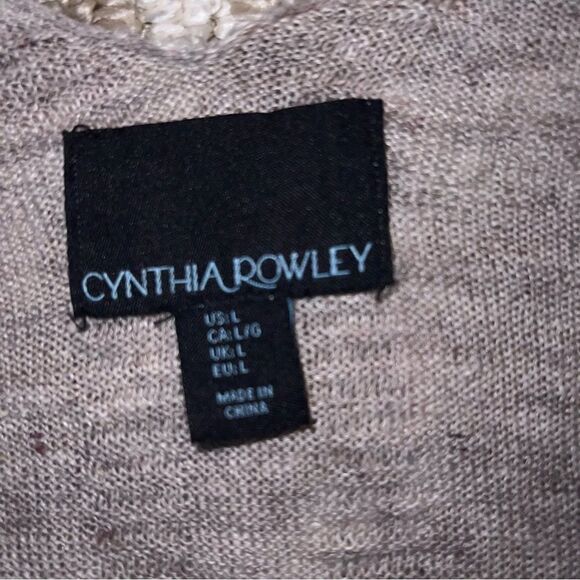 CYNTHIA ROWLEY
US: L
CA: L/G
UK: L
EU: L
MADE IN
CHINA